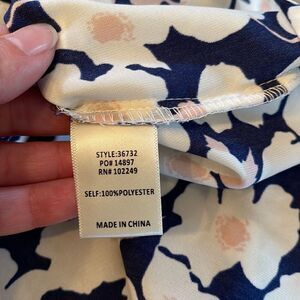 STYLE:36732
PO# 14897
RN# 102249
SELF:100%POLYESTER
MADE IN CHINA